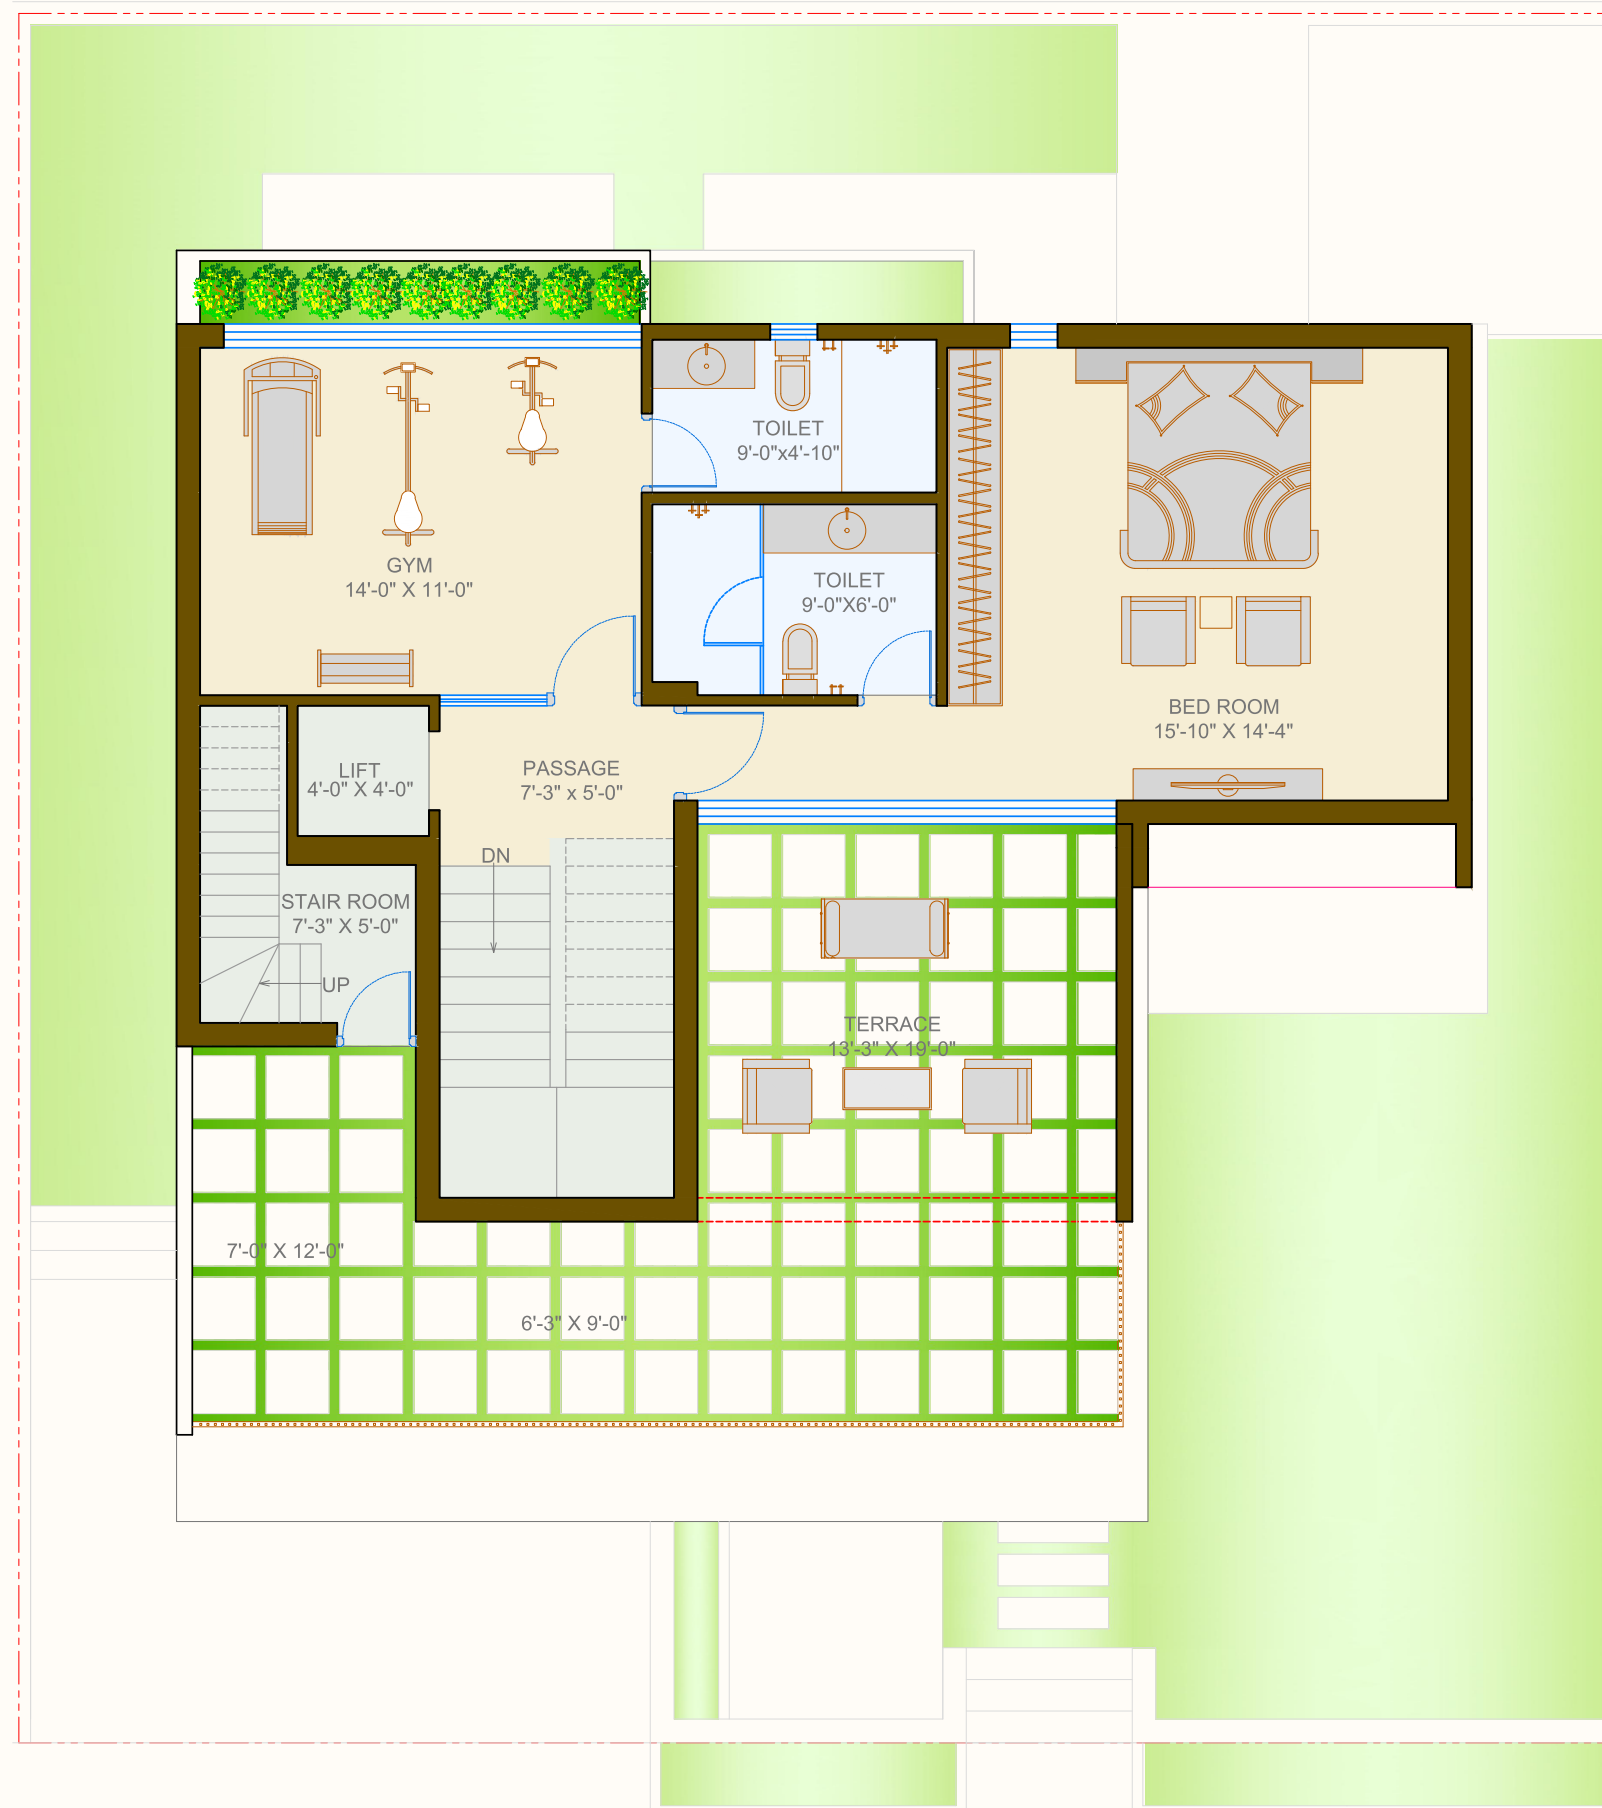 TOILET
9'-0"x4'-10"
GYM
14'-0" X 11'-0"
TOILET
9'-0"X6'-0"
BED ROOM
15'-10" X 14'-4"
LIFT
4'-0" X 4'-0"
PASSAGE
7'-3" x 5'-0"
DN
STAIR ROOM
7'-3" X 5'-0"
UP
TERRACE
13'-3" X 19'-0"
7'-0" X 12'-0"
6'-3" X 9'-0"